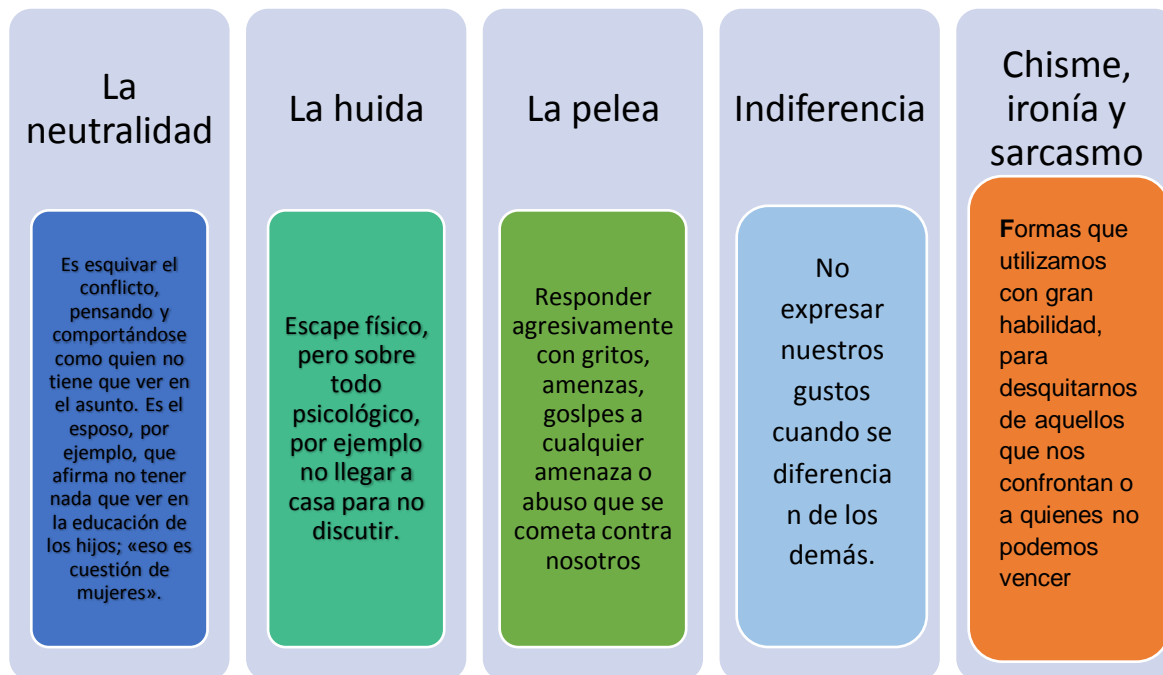 La
neutralidad
Es esquivar el
conflicto,
pensando y
comportándose
como quien no
tiene que ver en
el asunto. Es el
esposo, por
ejemplo, que
afirma no tener
nada que ver en
la educación de
los hijos; «eso es
cuestión de
mujeres».
La huida
Escape físico,
pero sobre
todo
psicológico,
por ejemplo
no llegar a
casa para no
discutir.
La pelea
Responder
agresivamente
con gritos,
amenzas,
goslpes a
cualquier
amenaza o
abuso que se
cometa contra
nosotros
Indiferencia
No
expresar
nuestros
gustos
cuando se
diferencia
n de los
demás.
Chisme,
ironía y
sarcasmo
Formas que
utilizamos
con gran
habilidad,
para
desquitarnos
de aquellos
que nos
confrontan o
a quienes no
podemos
vencer